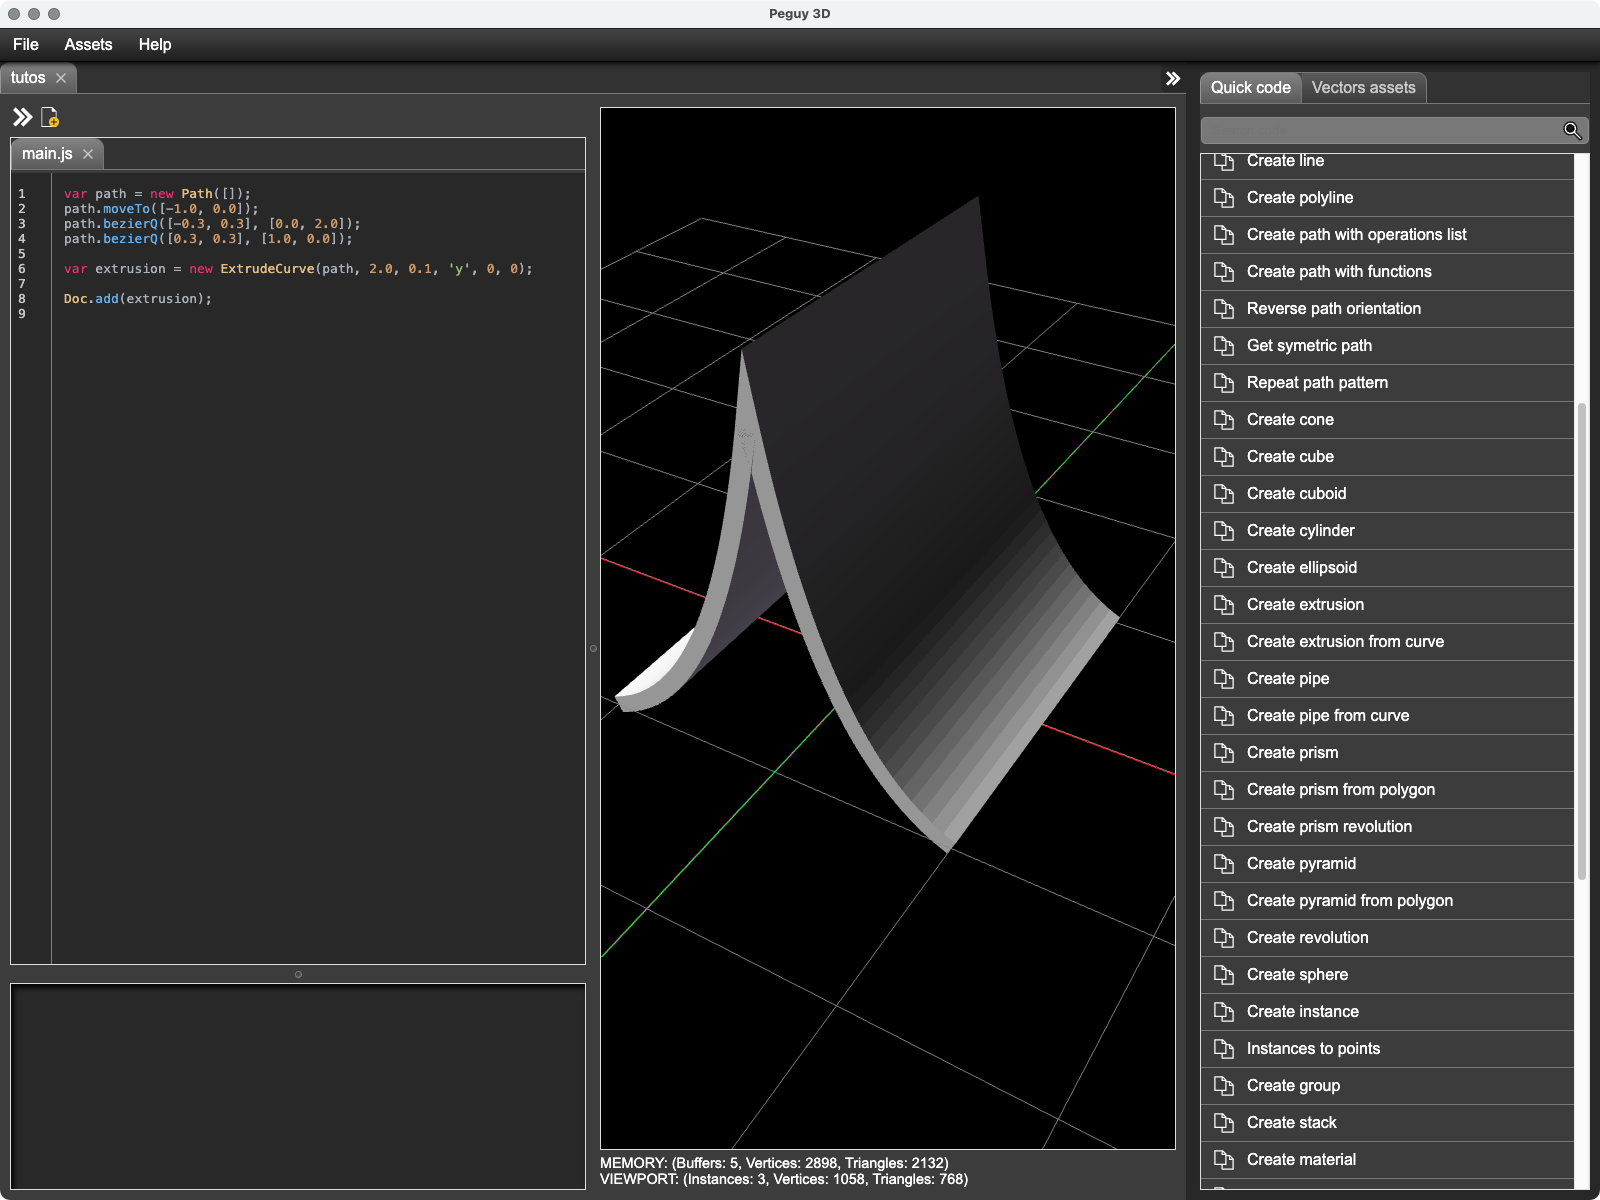 Peguy 3D
File Assets Help
tutos
main.js
1 var path = new Path([]);
2 path.moveTo([-1.0, 0.0]);
3 path.bezierQ([-0.3, 0.3], [0.0, 2.0]);
4 path.bezierQ([0.3, 0.3], [1.0, 0.0]);
5
6 var extrusion = new ExtrudeCurve(path, 2.0, 0.1, 'y', 0, 0);
7
8 Doc.add(extrusion);
9
MEMORY: (Buffers: 5, Vertices: 2898, Triangles: 2132)
VIEWPORT: (Instances: 3, Vertices: 1058, Triangles: 768)
Quick code Vectors assets
Create line
Create polyline
Create path with operations list
Create path with functions
Reverse path orientation
Get symetric path
Repeat path pattern
Create cone
Create cube
Create cuboid
Create cylinder
Create ellipsoid
Create extrusion
Create extrusion from curve
Create pipe
Create pipe from curve
Create prism
Create prism from polygon
Create prism revolution
Create pyramid
Create pyramid from polygon
Create revolution
Create sphere
Create instance
Instances to points
Create group
Create stack
Create material